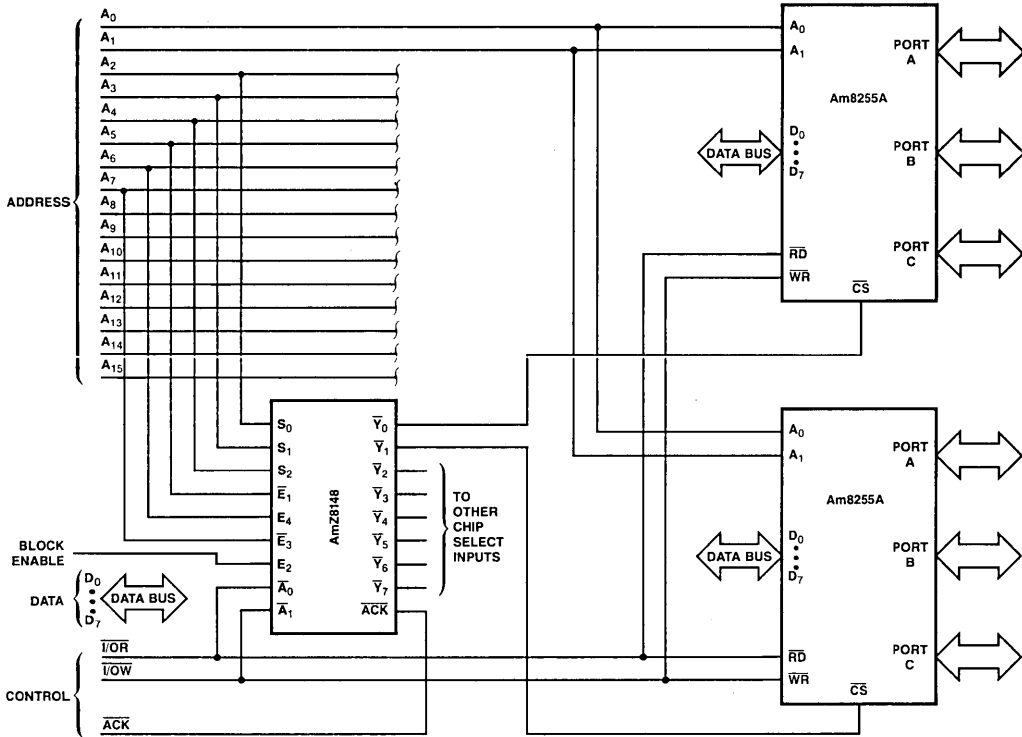 ADDRESS
A0
A1
A2
A3
A4
A5
A6
A7
A8
A9
A10
A11
A12
A13
A14
A15
BLOCK
ENABLE
DATA
D0
D7
DATA BUS
CONTROL
I/OR
I/OW
ACK
S0
S1
S2
E1
E4
E3
E2
A0
A1
AmZ8148
Y0
Y1
Y2
Y3
Y4
Y5
Y6
Y7
ACK
TO
OTHER
CHIP
SELECT
INPUTS
A0
A1
Am8255A
DATA BUS
D0
D7
RD
WR
CS
PORT
A
PORT
B
PORT
C
A0
A1
Am8255A
DATA BUS
D0
D7
RD
WR
CS
PORT
A
PORT
B
PORT
C